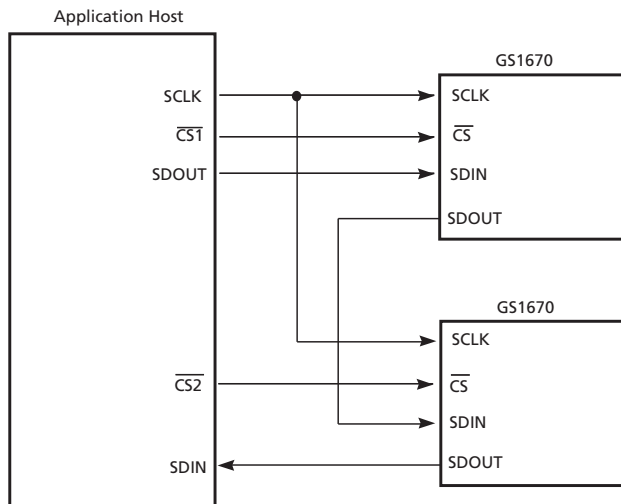 Application Host
GS1670
SCLK
SCLK
CS1
CS
SDOUT
SDIN
SDOUT
GS1670
SCLK
CS2
CS
SDIN
SDIN
SDOUT